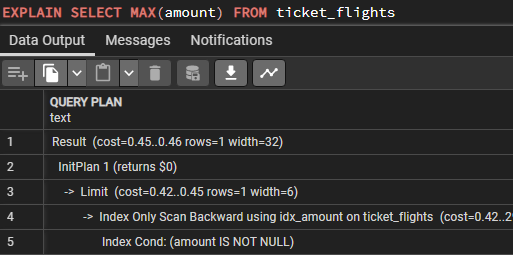 EXPLAIN SELECT MAX(amount) FROM ticket_flights
Data Output Messages Notifications
QUERY PLAN
text
1 Result (cost=0.45..0.46 rows=1 width=32)
2 InitPlan 1 (returns $0)
3 -> Limit (cost=0.42..0.45 rows=1 width=6)
4 -> Index Only Scan Backward using idx_amount on ticket_flights (cost=0.42..2
5 Index Cond: (amount IS NOT NULL)